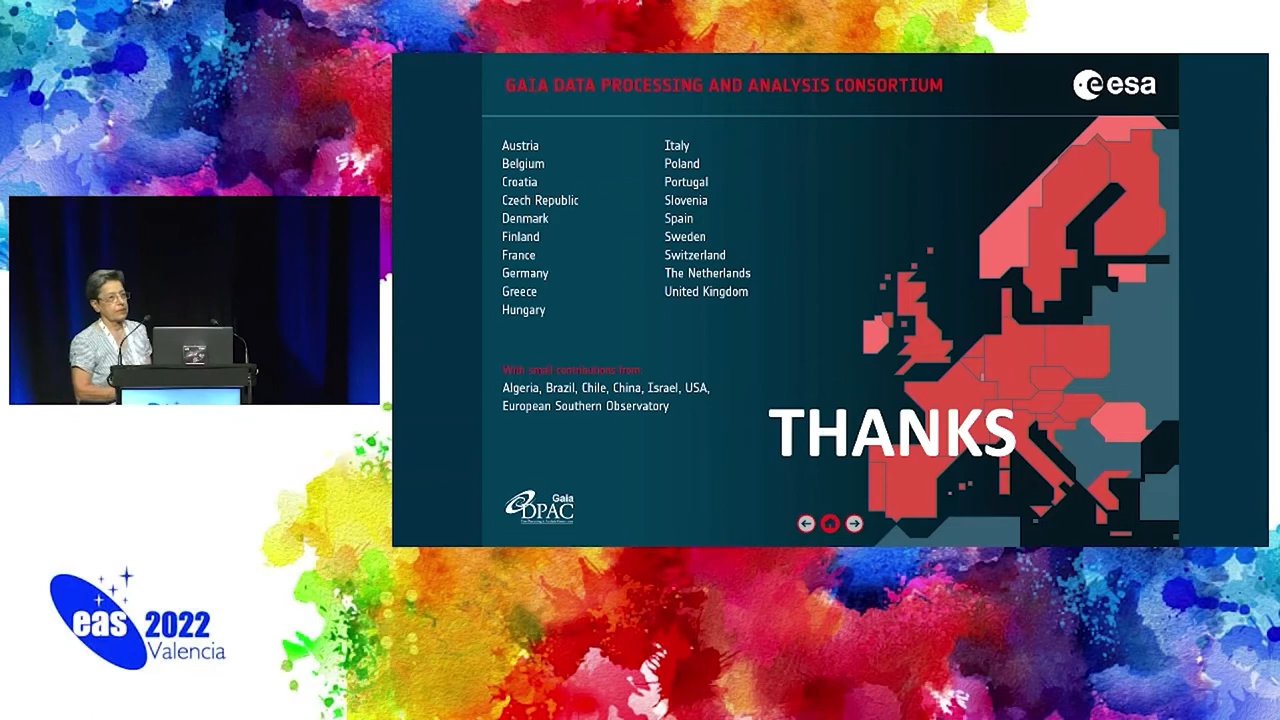 GAIA DATA PROCESSING AND ANALYSIS CONSORTIUM
esa
Austria
Belgium
Croatia
Czech Republic
Denmark
Finland
France
Germany
Greece
Hungary
Italy
Poland
Portugal
Slovenia
Spain
Sweden
Switzerland
The Netherlands
United Kingdom
With small contributions from:
Algeria, Brazil, Chile, China, Israel, USA,
European Southern Observatory
THANKS
Gaia
DPAC
eas 2022
Valencia